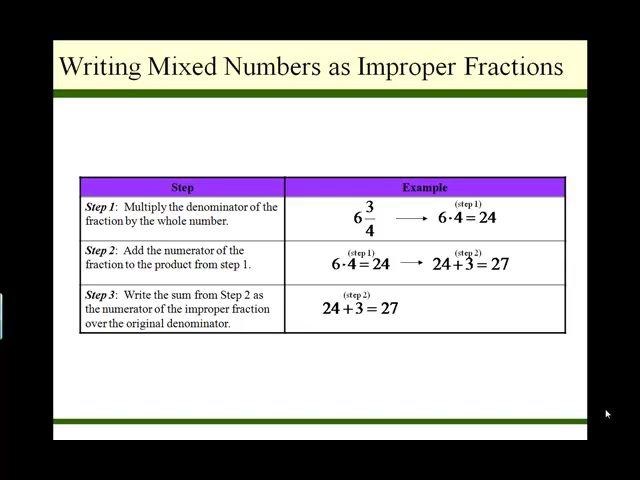 Writing Mixed Numbers as Improper Fractions
Step Example
Step 1: Multiply the denominator of the
fraction by the whole number.
6 3/4 → (step 1) 6·4=24
Step 2: Add the numerator of the
fraction to the product from step 1.
(step 1) 6·4=24 → (step 2) 24+3=27
Step 3: Write the sum from Step 2 as
the numerator of the improper fraction
over the original denominator.
(step 2) 24+3=27